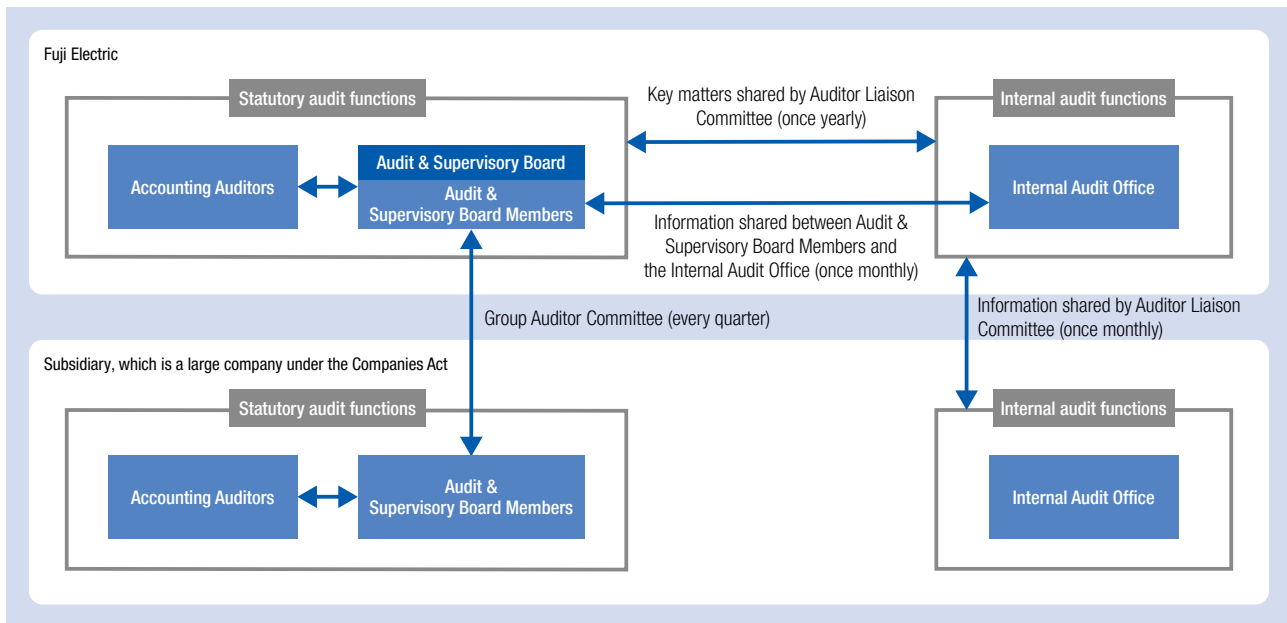 Fuji Electric
Statutory audit functions
Accounting Auditors
Audit & Supervisory Board
Audit &
Supervisory Board Members
Key matters shared by Auditor Liaison
Committee (once yearly)
Information shared between Audit &
Supervisory Board Members and
the Internal Audit Office (once monthly)
Internal audit functions
Internal Audit Office
Group Auditor Committee (every quarter)
Information shared by Auditor Liaison
Committee (once monthly)
Subsidiary, which is a large company under the Companies Act
Statutory audit functions
Accounting Auditors
Audit &
Supervisory Board Members
Internal audit functions
Internal Audit Office